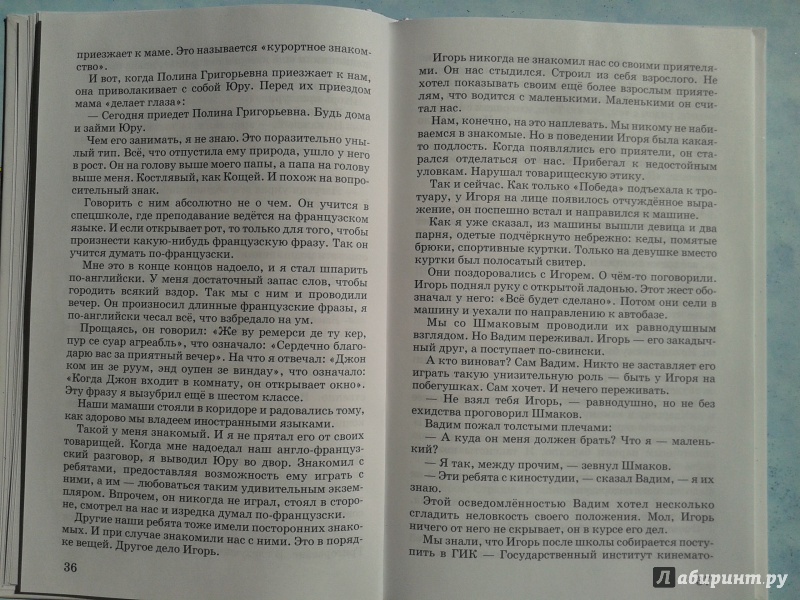 приезжает к маме. Это называется «курортное знаком-
ство».
И вот, когда Полина Григорьевна приезжает к нам,
она приволакивает с собой Юру. Перед их приездом
мама «делает глаза»:
— Сегодня приедет Полина Григорьевна. Будь дома
и займи Юру.
Чем его занимать, я не знаю. Это поразительно уны-
лый тип. Всё, что отпустила ему природа, ушло у него
в рост. Он на голову выше моего папы, а папа на голову
выше меня. Костлявый, как Кощей. И похож на вопро-
сительный знак.
Говорить с ним абсолютно не о чем. Он учится в
спецшколе, где преподавание ведётся на французском
языке. И если открывает рот, то только для того, чтобы
произнести какую-нибудь французскую фразу. Так он
учится думать по-французски.
Мне это в конце концов надоело, и я стал шпарить
по-английски. У меня достаточный запас слов, чтобы
городить всякий вздор. Так мы с ним и проводили
вечер. Он произносил длинные французские фразы, я
по-английски чесал всё, что взбредало на ум.
Прощаясь, он говорил: «Же ву ремерси де ту кер,
пур се суар агреабль», что означало: «Сердечно благо-
дарю вас за приятный вечер». На что я отвечал: «Джон
ком ин зе руум, энд оупен зе виндау», что означало:
«Когда Джон входит в комнату, он открывает окно».
Эту фразу я вызубрил ещё в шестом классе.
Наши мамаши стояли в коридоре и радовались тому,
как здорово мы владеем иностранными языками.
Такой у меня знакомый. И я не прятал его от своих
товарищей. Когда мне надоедал наш англо-француз-
ский разговор, я выводил Юру во двор. Знакомил с
ребятами, предоставляя возможность ему играть с
ними, а им — любоваться таким удивительным экзем-
пляром. Впрочем, он никогда не играл, стоял в сторо-
не, смотрел на нас и изредка думал по-французски.
Другие наши ребята тоже имели посторонних знако-
мых. И при случае знакомили нас с ними. Это в поряд-
ке вещей. Другое дело Игорь.
36
Игорь никогда не знакомил нас со своими приятеля-
ми. Он нас стыдился. Строил из себя взрослого. Не
хотел показывать своим ещё более взрослым прияте-
лям, что водится с маленькими. Маленькими он счи-
тал нас.
Нам, конечно, на это наплевать. Мы никому не наби-
ваемся в знакомые. Но в поведении Игоря была какая-
то подлость. Когда появлялись его приятели, он ста-
рался отделаться от нас. Прибегал к недостойным
уловкам. Нарушал товарищескую этику.
Так и сейчас. Как только «Победа» подъехала к тро-
туару, у Игоря на лице появилось отчуждённое выра-
жение, он поспешно встал и направился к машине.
Как я уже сказал, из машины вышли девица и два
парня, одетые подчёркнуто небрежно: кеды, помятые
брюки, спортивные куртки. Только на девушке вместо
куртки был полосатый свитер.
Они поздоровались с Игорем. О чём-то поговорили.
Игорь поднял руку с открытой ладонью. Этот жест обо-
значал у него: «Всё будет сделано». Потом они сели в
машину и уехали по направлению к автобазе.
Мы со Шмаковым проводили их равнодушным
взглядом. Но Вадим переживал. Игорь — его закадыч-
ный друг, а поступает по-свински.
А кто виноват? Сам Вадим. Никто не заставляет его
играть такую унизительную роль — быть у Игоря на
побегушках. Сам хочет. И нечего переживать.
— Не взял тебя Игорь, — равнодушно, но не без
ехидства проговорил Шмаков.
Вадим пожал толстыми плечами:
— А куда он меня должен брать? Что я — малень-
кий?
— Я так, между прочим, — зевнул Шмаков.
— Эти ребята с киностудии, — сказал Вадим, — я их
знаю.
Этой осведомлённостью Вадим хотел несколько
сгладить неловкость своего положения. Мол, Игорь
ничего от него не скрывает, он в курсе его дел.
Мы знали, что Игорь после школы собирается посту-
пить в ГИК — Государственный институт кинемато-
Лабиринт.ру